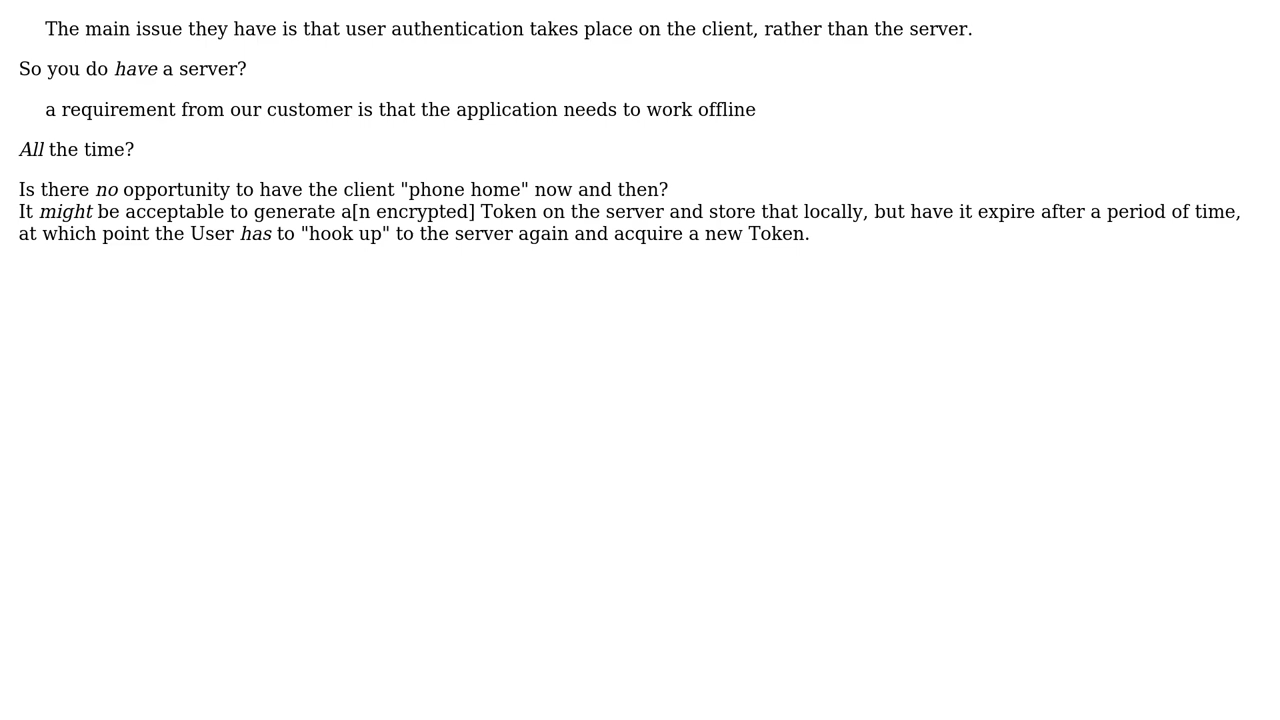 The main issue they have is that user authentication takes place on the client, rather than the server.
So you do have a server?
a requirement from our customer is that the application needs to work offline
All the time?
Is there no opportunity to have the client "phone home" now and then?
It might be acceptable to generate a[n encrypted] Token on the server and store that locally, but have it expire after a period of time,
at which point the User has to "hook up" to the server again and acquire a new Token.